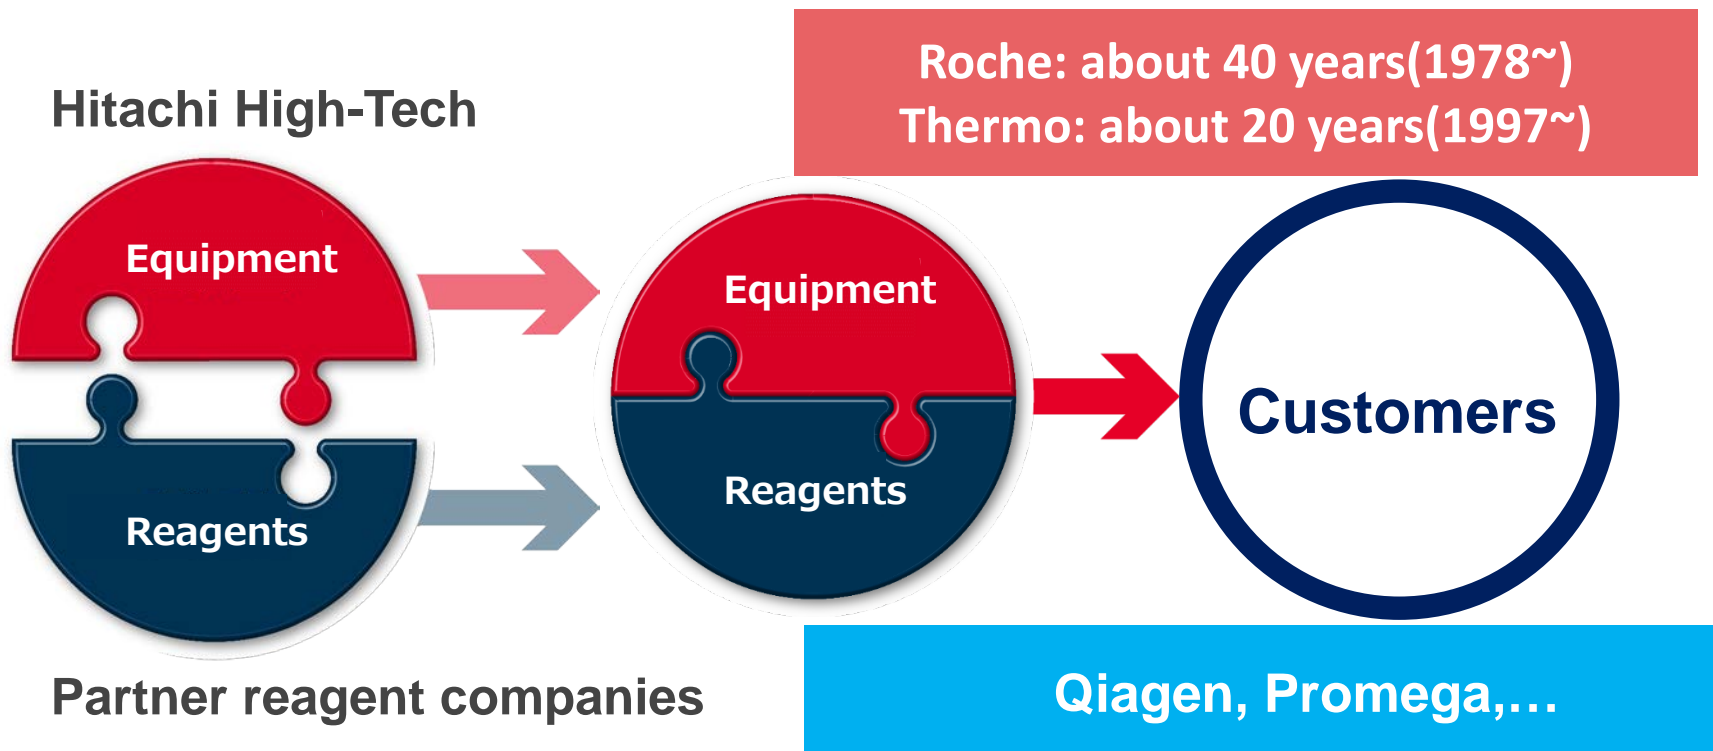 Roche: about 40 years(1978~)
Thermo: about 20 years(1997~)
Hitachi High-Tech
Equipment
Reagents
Equipment
Reagents
Customers
Partner reagent companies
Qiagen, Promega,…